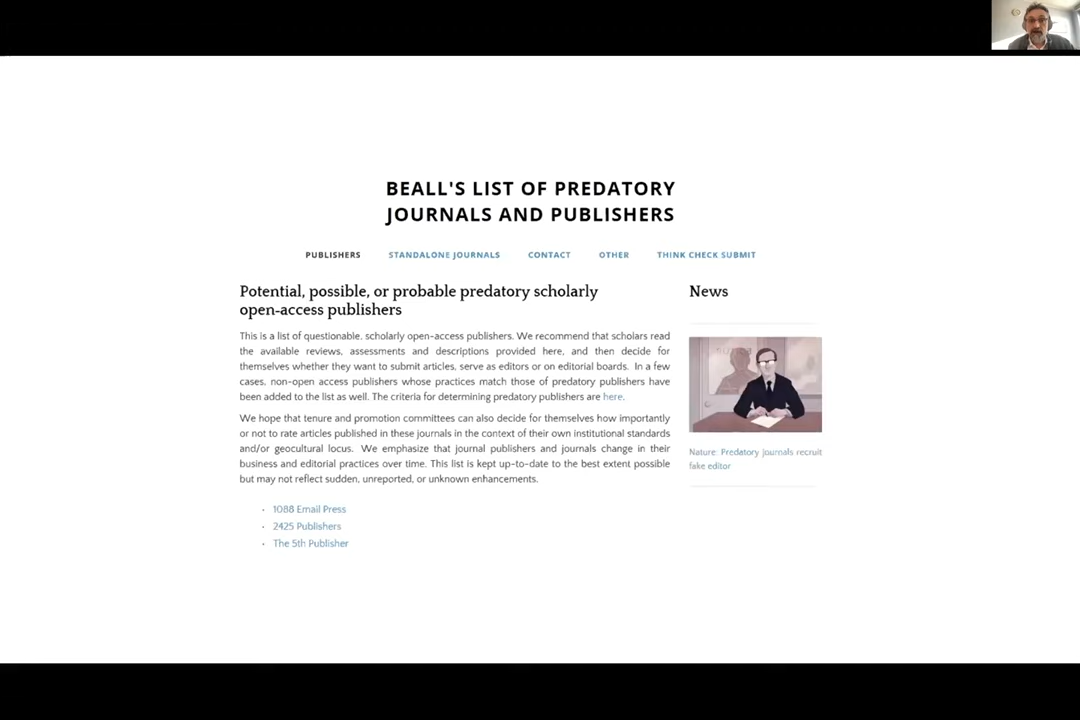 BEALL'S LIST OF PREDATORY
JOURNALS AND PUBLISHERS
PUBLISHERS STANDALONE JOURNALS CONTACT OTHER THINK CHECK SUBMIT
Potential, possible, or probable predatory scholarly
open-access publishers
This is a list of questionable, scholarly open-access publishers. We recommend that scholars read
the available reviews, assessments and descriptions provided here, and then decide for
themselves whether they want to submit articles, serve as editors or on editorial boards. In a few
cases, non-open access publishers whose practices match those of predatory publishers have
been added to the list as well. The criteria for determining predatory publishers are here.
We hope that tenure and promotion committees can also decide for themselves how importantly
or not to rate articles published in these journals in the context of their own institutional standards
and/or geocultural locus. We emphasize that journal publishers and journals change in their
business and editorial practices over time. This list is kept up-to-date to the best extent possible
but may not reflect sudden, unreported, or unknown enhancements.
· 1088 Email Press
· 2425 Publishers
· The 5th Publisher
News
Nature: Predatory journals recruit
fake editor